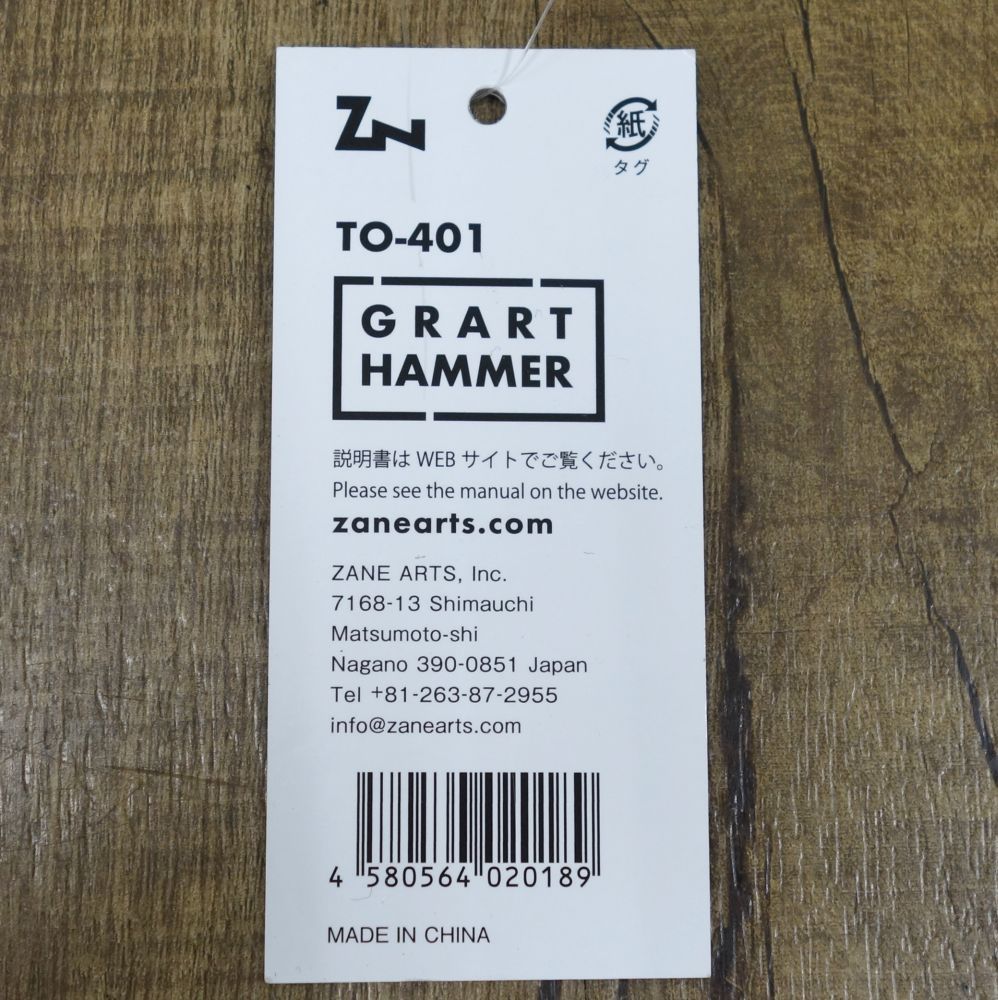 ZN
紙
タグ
TO-401
GRART
HAMMER
説明書は WEB サイトでご覧ください。
Please see the manual on the website.
zanearts.com
ZANE ARTS, Inc.
7168-13 Shimauchi
Matsumoto-shi
Nagano 390-0851 Japan
Tel +81-263-87-2955
info@zanearts.com
4 580564 020189
MADE IN CHINA